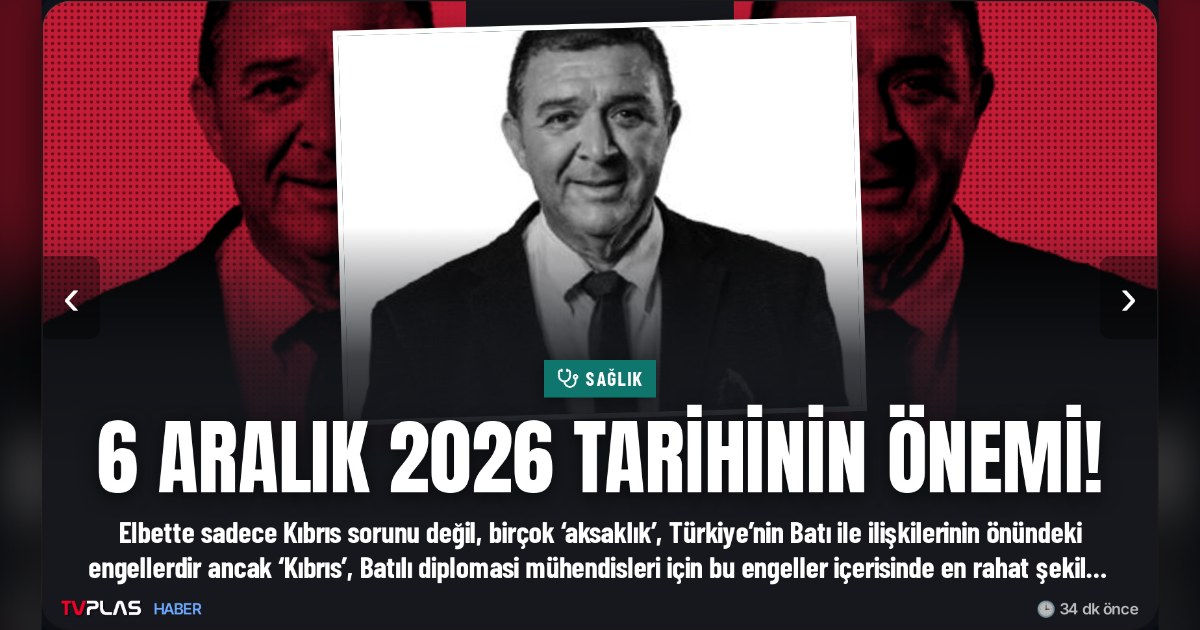 SAĞLIK
6 ARALIK 2026 TARİHİNİN ÖNEMİ!
Elbette sadece Kıbrıs sorunu değil, birçok ‘aksaklık’, Türkiye’nin Batı ile ilişkilerinin önündeki
engellerdir ancak ‘Kıbrıs’, Batılı diplomasi mühendisleri için bu engeller içerisinde en rahat şekil...
TVPLAS HABER
34 dk önce